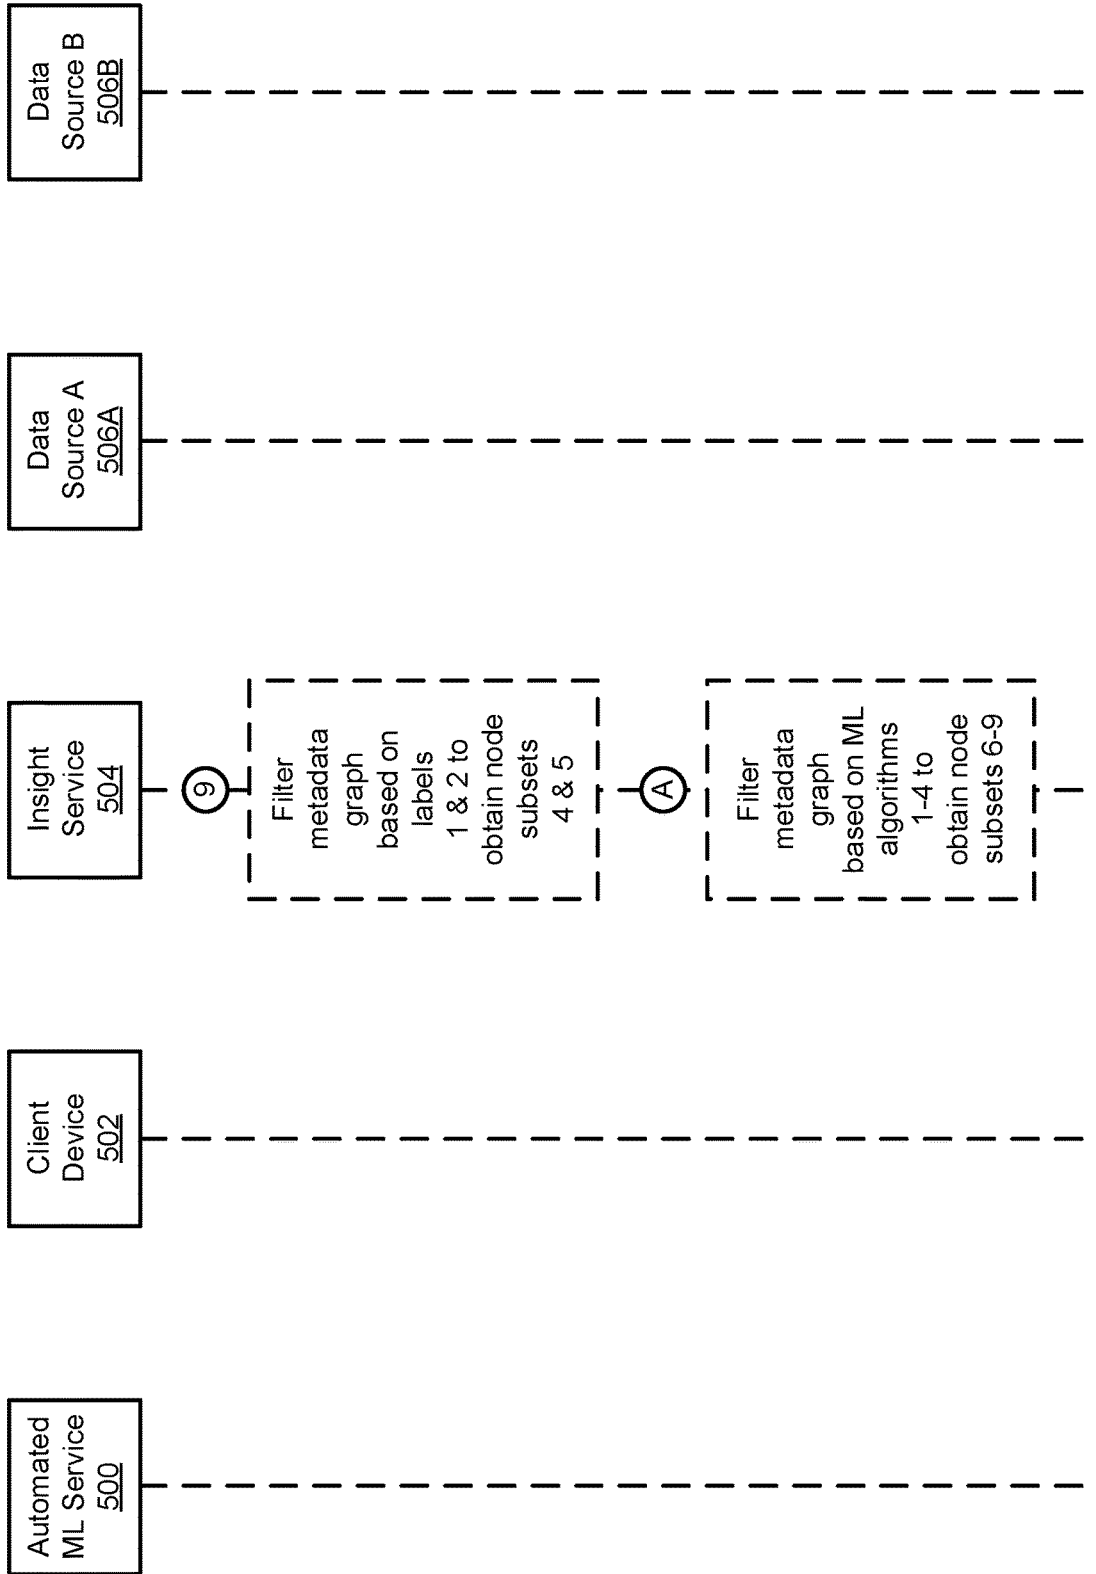 Automated
ML Service
500
Client
Device
502
Insight
Service
504
Data
Source A
506A
Data
Source B
506B
9
Filter
metadata
graph
based on
labels
1 & 2 to
obtain node
subsets
4 & 5
A
Filter
metadata
graph
based on ML
algorithms
1-4 to
obtain node
subsets 6-9